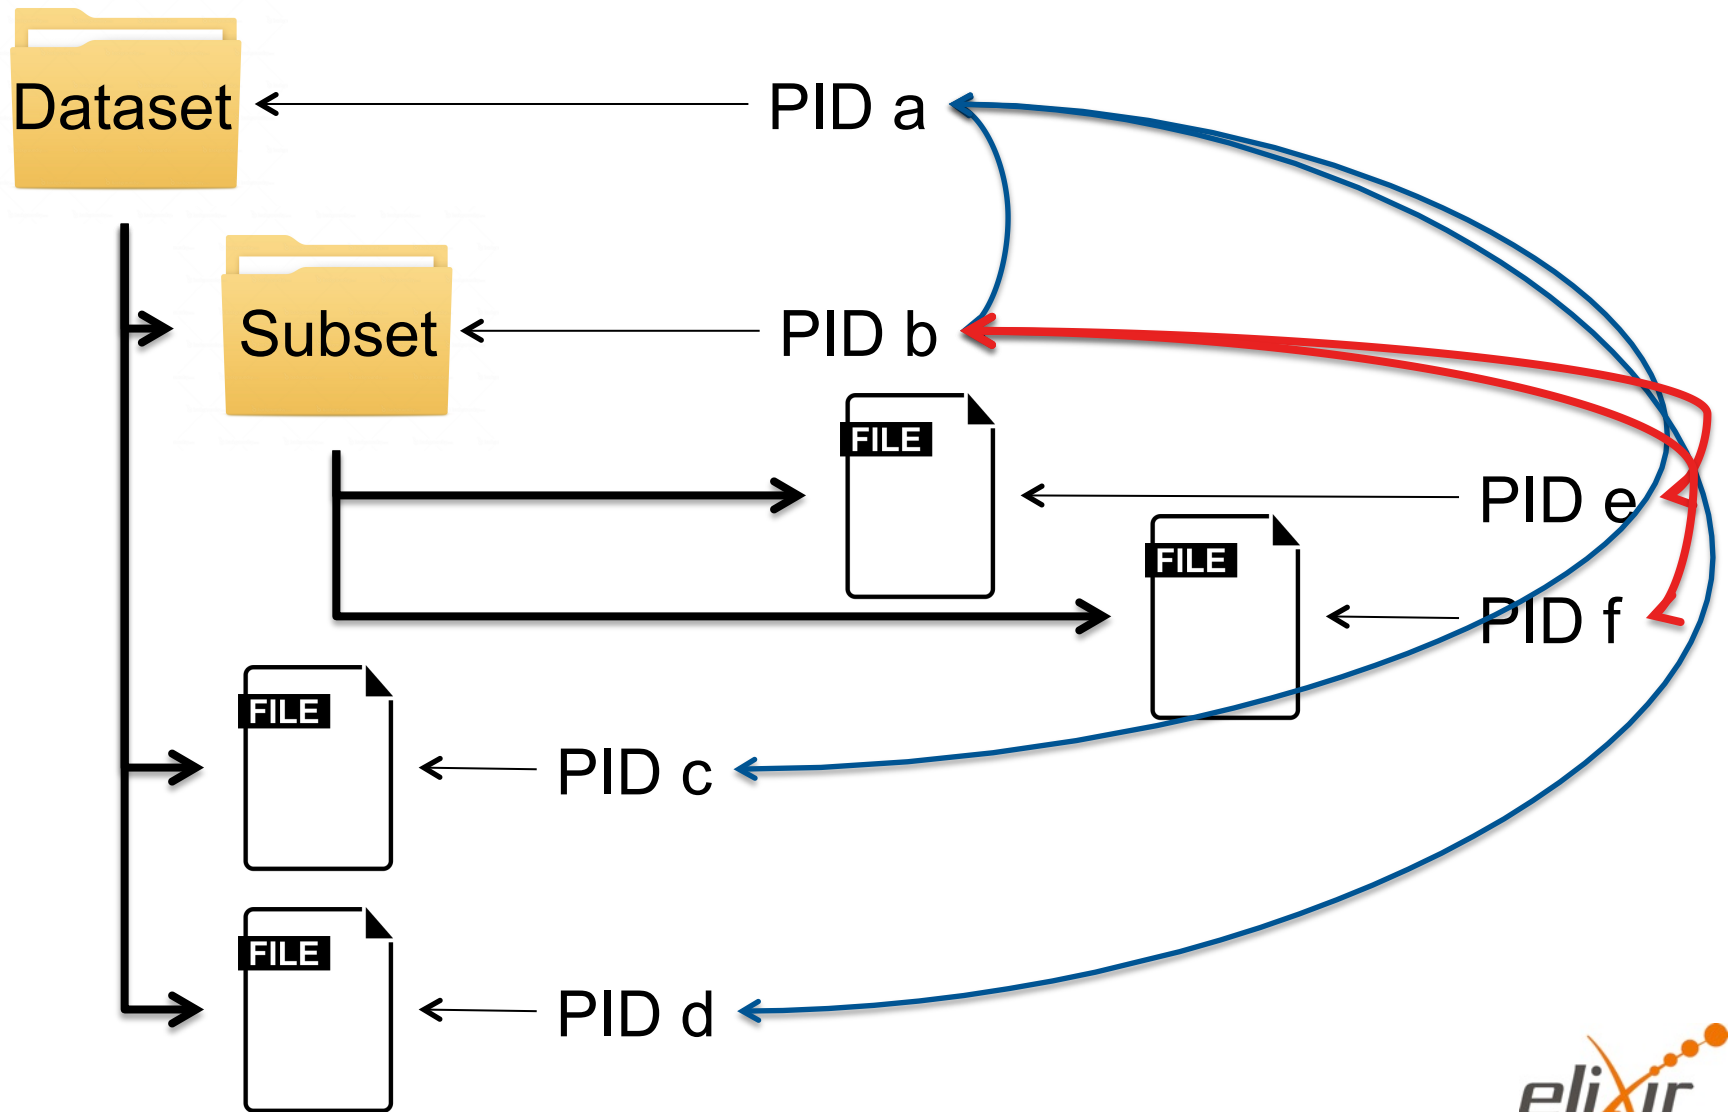 Dataset
PID a
Subset
PID b
FILE
PID e
FILE
PID f
FILE
PID c
FILE
PID d
elixir